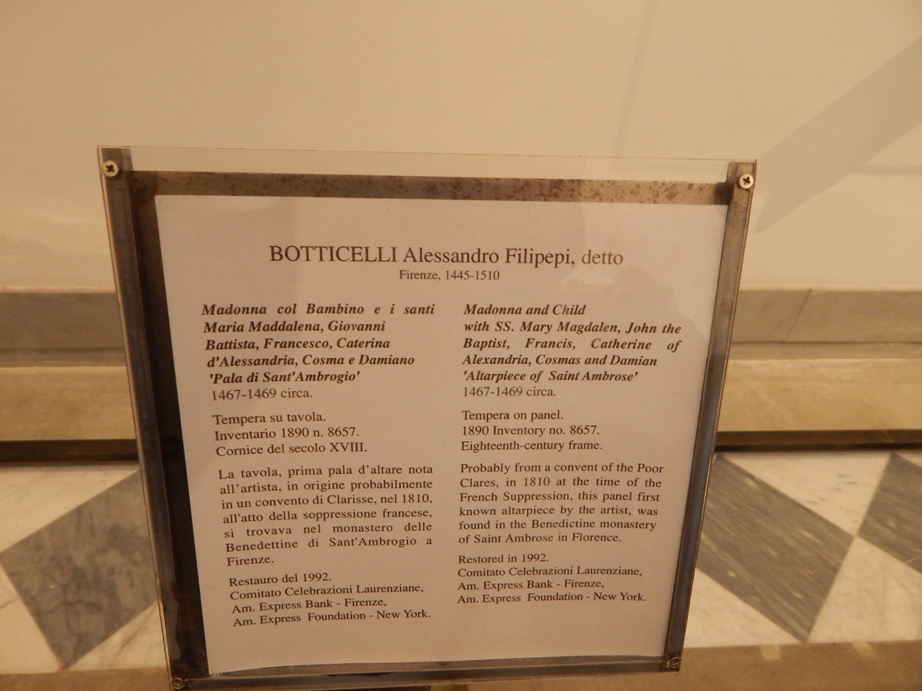 BOTTICELLI Alessandro Filipepi, detto
Firenze, 1445-1510
Madonna col Bambino e i santi
Maria Maddalena, Giovanni
Battista, Francesco, Caterina
d'Alessandria, Cosma e Damiano
'Pala di Sant'Ambrogio'
1467-1469 circa.
Tempera su tavola.
Inventario 1890 n. 8657.
Cornice del secolo XVIII.
La tavola, prima pala d'altare nota
all'artista, in origine probabilmente
in un convento di Clarisse, nel 1810,
all'atto della soppressione francese,
si trovava nel monastero delle
Benedettine di Sant'Ambrogio a
Firenze.
Restauro del 1992.
Comitato Celebrazioni Laurenziane,
Am. Express Bank - Firenze,
Am. Express Foundation - New York.
Madonna and Child
with SS. Mary Magdalen, John the
Baptist, Francis, Catherine of
Alexandria, Cosmas and Damian
'Altarpiece of Saint Ambrose'
1467-1469 circa.
Tempera on panel.
1890 Inventory no. 8657.
Eighteenth-century frame.
Probably from a convent of the Poor
Clares, in 1810 at the time of the
French Suppression, this panel first
known altarpiece by the artist, was
found in the Benedictine monastery
of Saint Ambrose in Florence.
Restored in 1992.
Comitato Celebrazioni Laurenziane,
Am. Express Bank - Firenze,
Am. Express Foundation - New York.